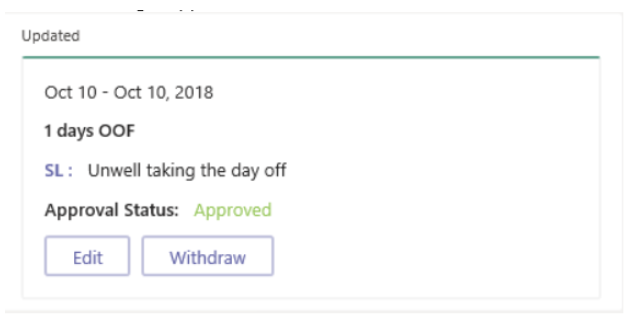 Updated
Oct 10 - Oct 10, 2018
1 days OOF
SL : Unwell taking the day off
Approval Status: Approved
Edit Withdraw